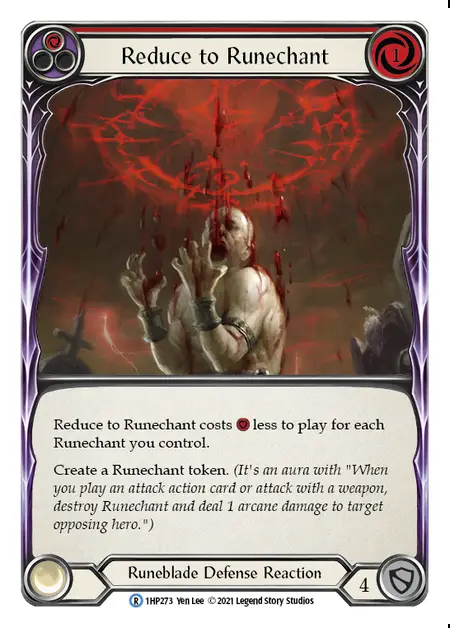 Reduce to Runechant
1
Reduce to Runechant costs less to play for each
Runechant you control.
Create a Runechant token. (It's an aura with "When
you play an attack action card or attack with a weapon,
destroy Runechant and deal 1 arcane damage to target
opposing hero.")
Runeblade Defense Reaction
4
R 1HP273 Yen Lee © 2021 Legend Story Studios